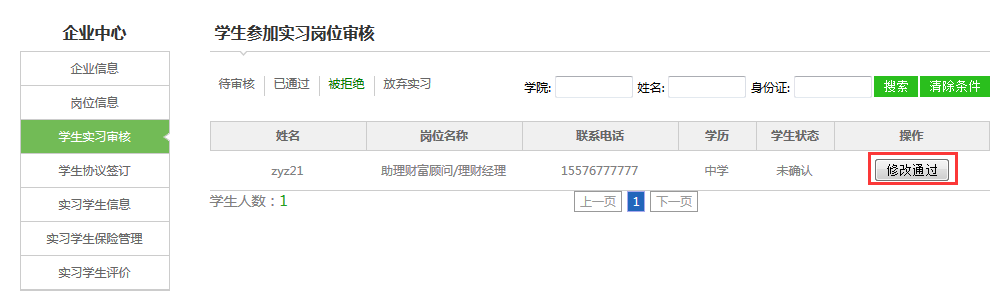 企业中心
企业信息
岗位信息
学生实习审核
学生协议签订
实习学生信息
实习学生保险管理
实习学生评价
学生参加实习岗位审核
待审核 已通过 被拒绝 放弃实习 学院: 姓名: 身份证: 搜索 清除条件
姓名 岗位名称 联系电话 学历 学生状态 操作
zyz21 助理财富顾问/理财经理 15576777777 中学 未确认 修改通过
学生人数：1 上一页 1 下一页